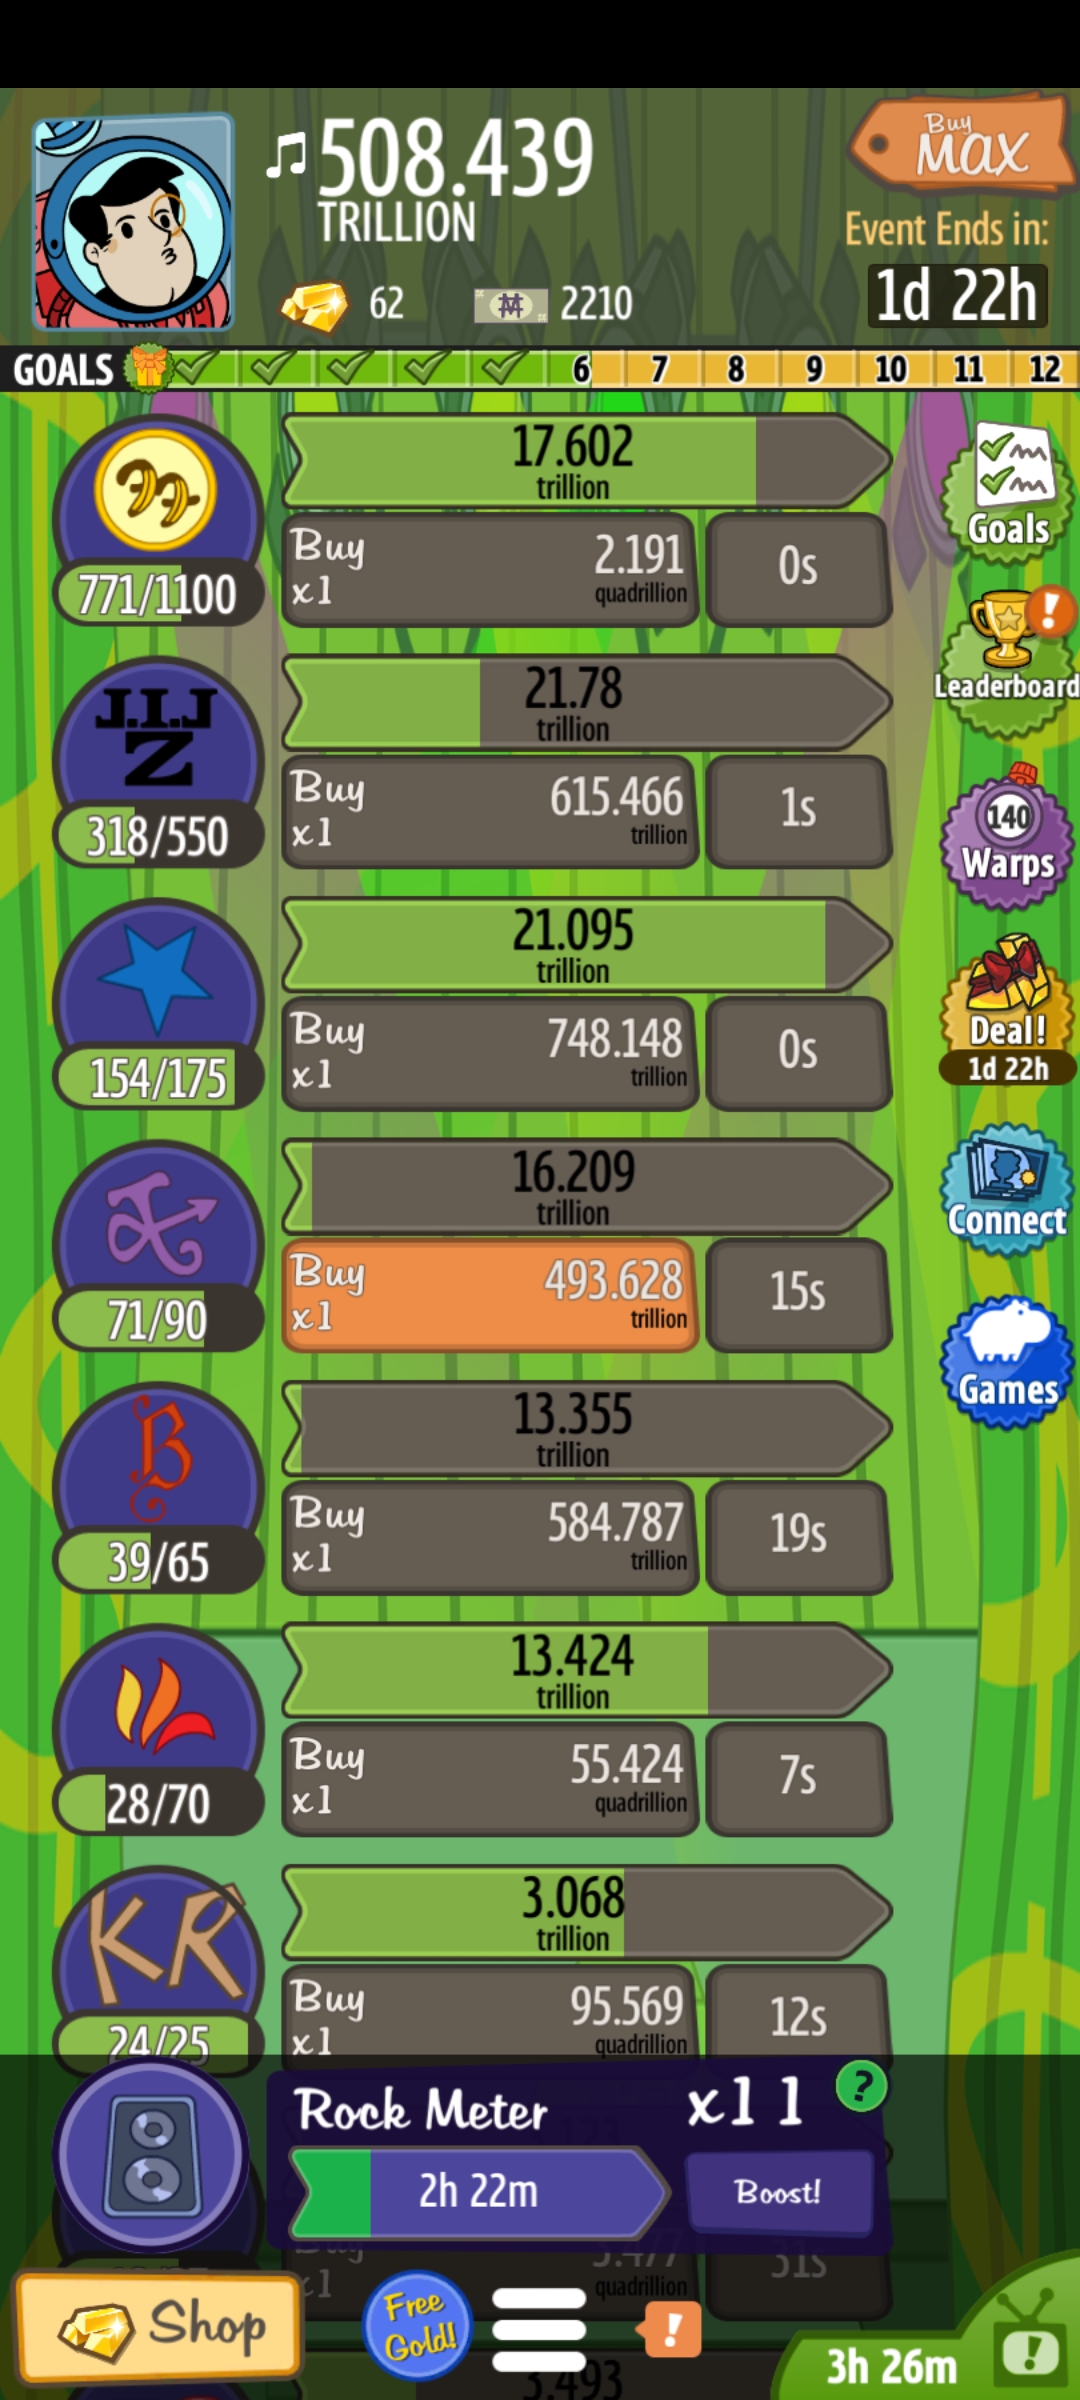 508.439
TRILLION
62
2210
Buy
MAX
Event Ends in:
1d 22h
GOALS
6 7 8 9 10 11 12
17.602
trillion
Buy
x1
2.191
quadrillion
0s
771/1100
Goals
J.I.J
Z
21.78
trillion
Buy
x1
615.466
trillion
1s
318/550
Leaderboard
140
Warps
21.095
trillion
Buy
x1
748.148
trillion
0s
154/175
Deal!
1d 22h
16.209
trillion
Buy
x1
493.628
trillion
15s
71/90
Connect
B
13.355
trillion
Buy
x1
584.787
trillion
19s
39/65
Games
13.424
trillion
Buy
x1
55.424
quadrillion
7s
28/70
KR
3.068
trillion
Buy
x1
95.569
quadrillion
12s
24/25
Rock Meter
x11
?
2h 22m
Boost!
Buy
x1
3.477
quadrillion
31s
Shop
Free
Gold!
!
3.493
3h 26m
!